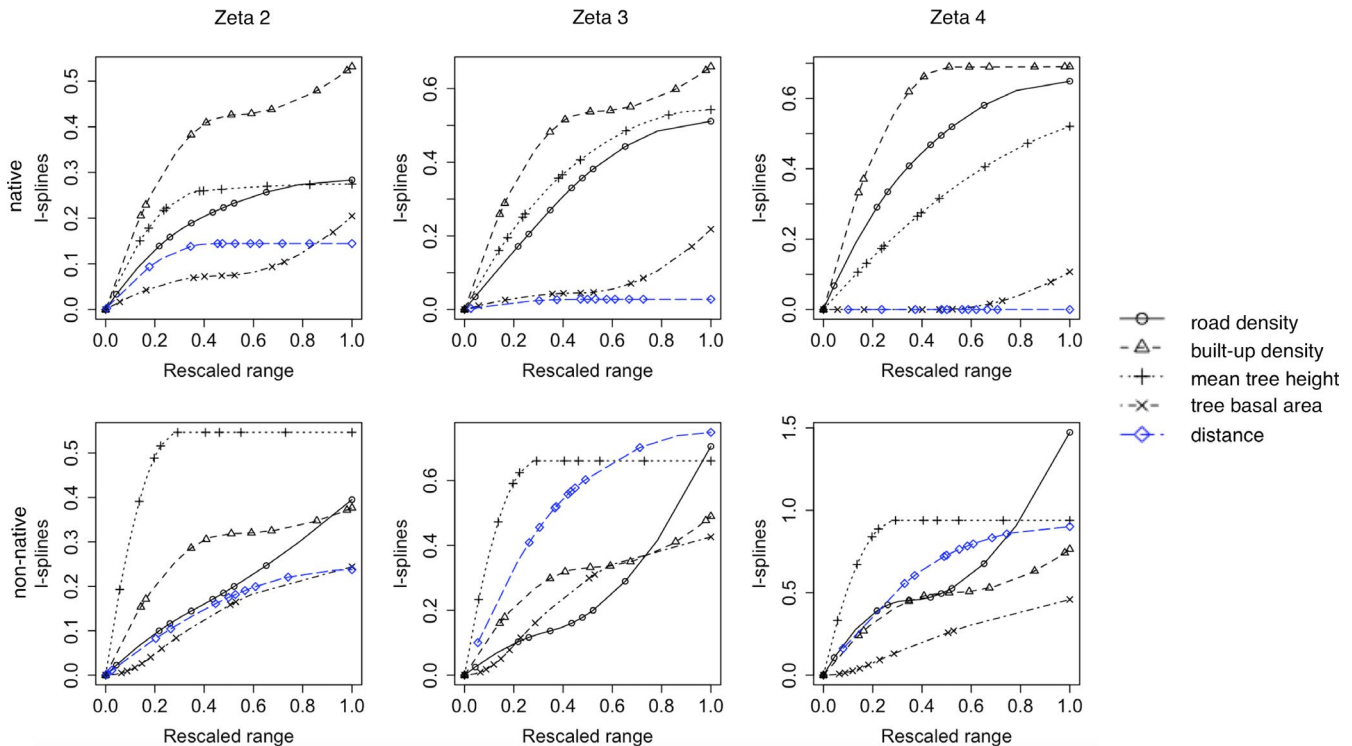 Zeta 2 Zeta 3 Zeta 4
native
I-splines
0.0 0.1 0.2 0.3 0.4 0.5
0.0 0.2 0.4 0.6 0.8 1.0
Rescaled range
I-splines
0.0 0.2 0.4 0.6
0.0 0.2 0.4 0.6 0.8 1.0
Rescaled range
I-splines
0.0 0.2 0.4 0.6
0.0 0.2 0.4 0.6 0.8 1.0
Rescaled range
road density
built-up density
mean tree height
tree basal area
distance
non-native
I-splines
0.0 0.1 0.2 0.3 0.4 0.5
0.0 0.2 0.4 0.6 0.8 1.0
Rescaled range
I-splines
0.0 0.2 0.4 0.6
0.0 0.2 0.4 0.6 0.8 1.0
Rescaled range
I-splines
0.0 0.5 1.0 1.5
0.0 0.2 0.4 0.6 0.8 1.0
Rescaled range